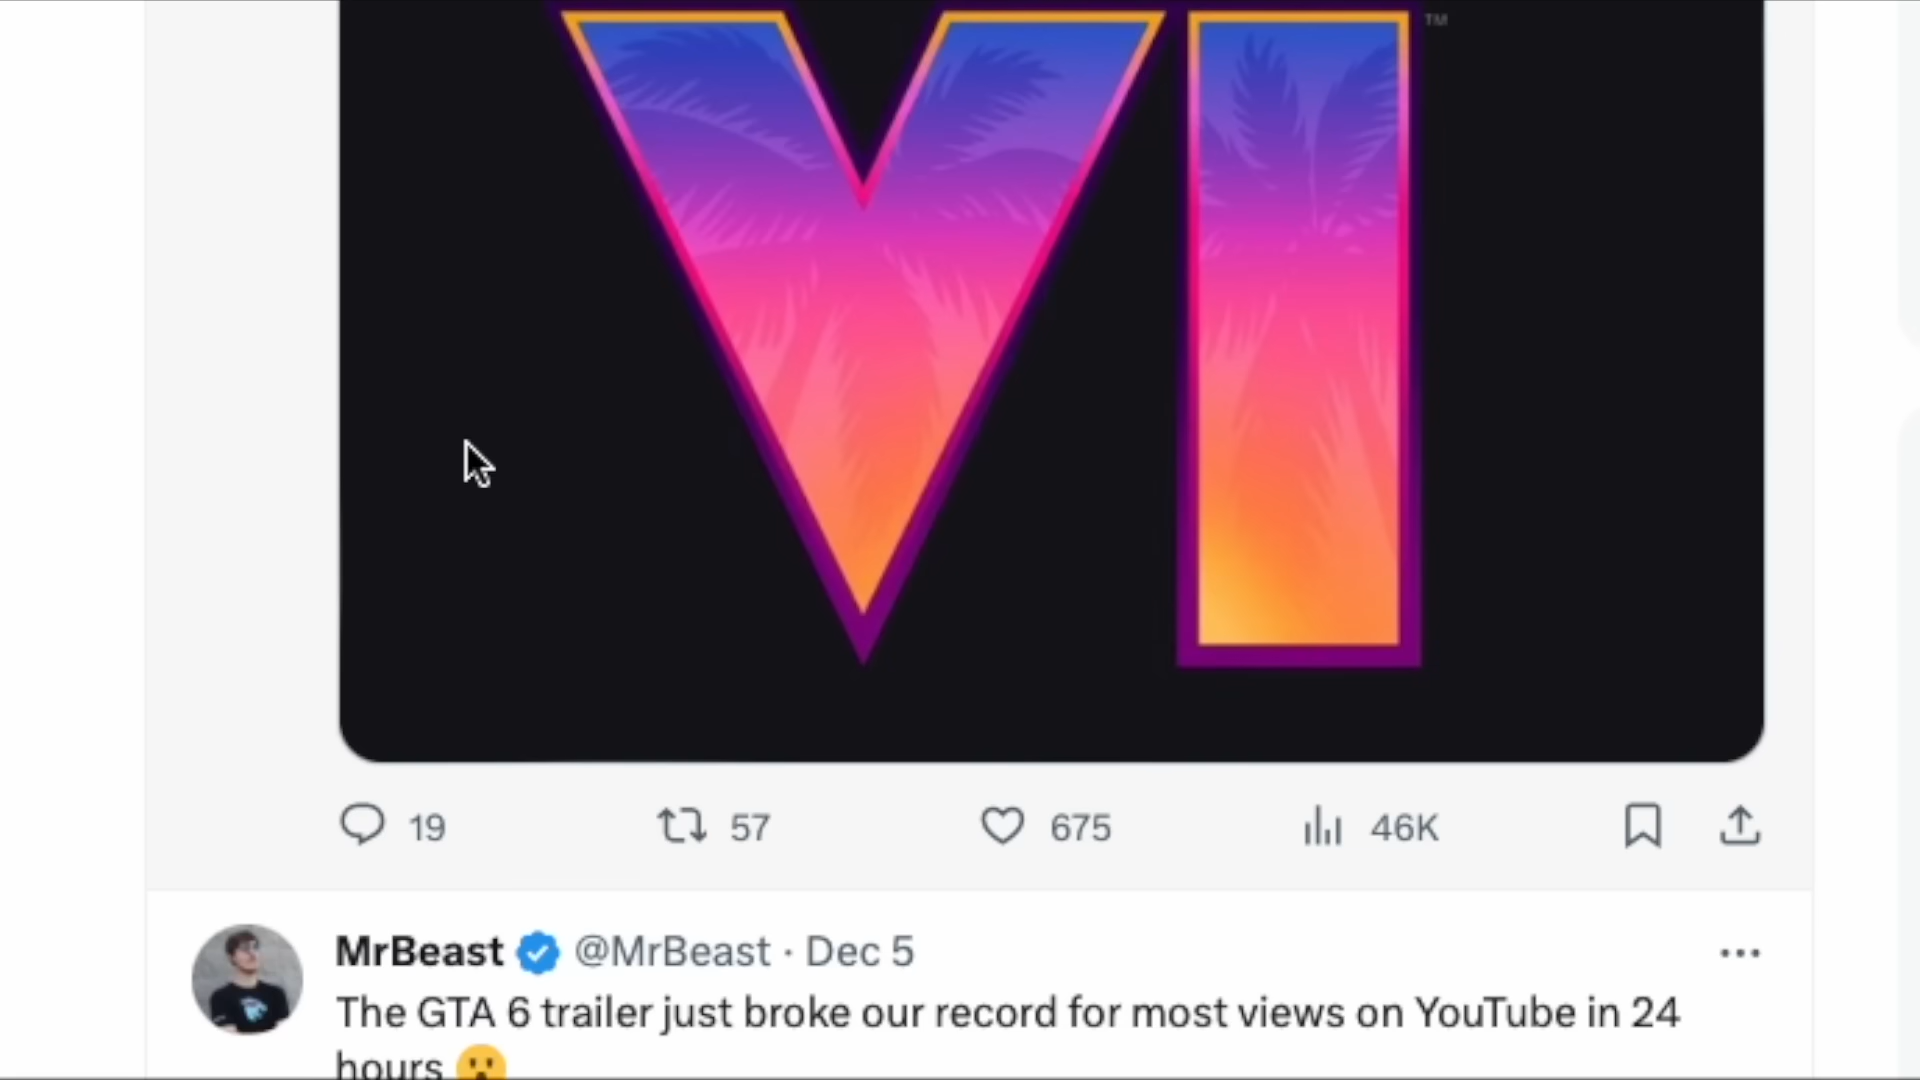 VI
TM
19 57 675 46K
MrBeast @MrBeast · Dec 5
The GTA 6 trailer just broke our record for most views on YouTube in 24
hours 😮